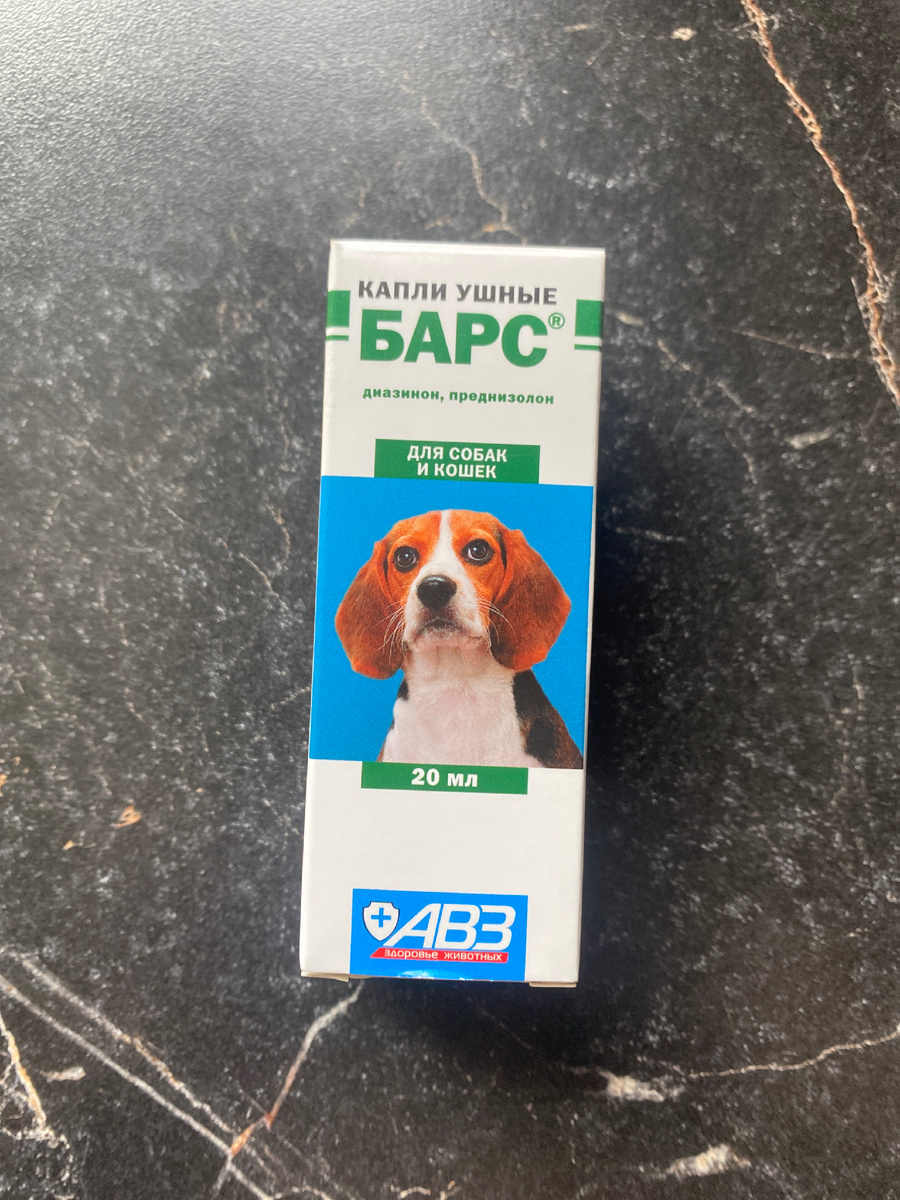 КАПЛИ УШНЫЕ
БАРС®
диазинон, преднизолон
ДЛЯ СОБАК
И КОШЕК
20 мл
АВЗ
здоровье животных